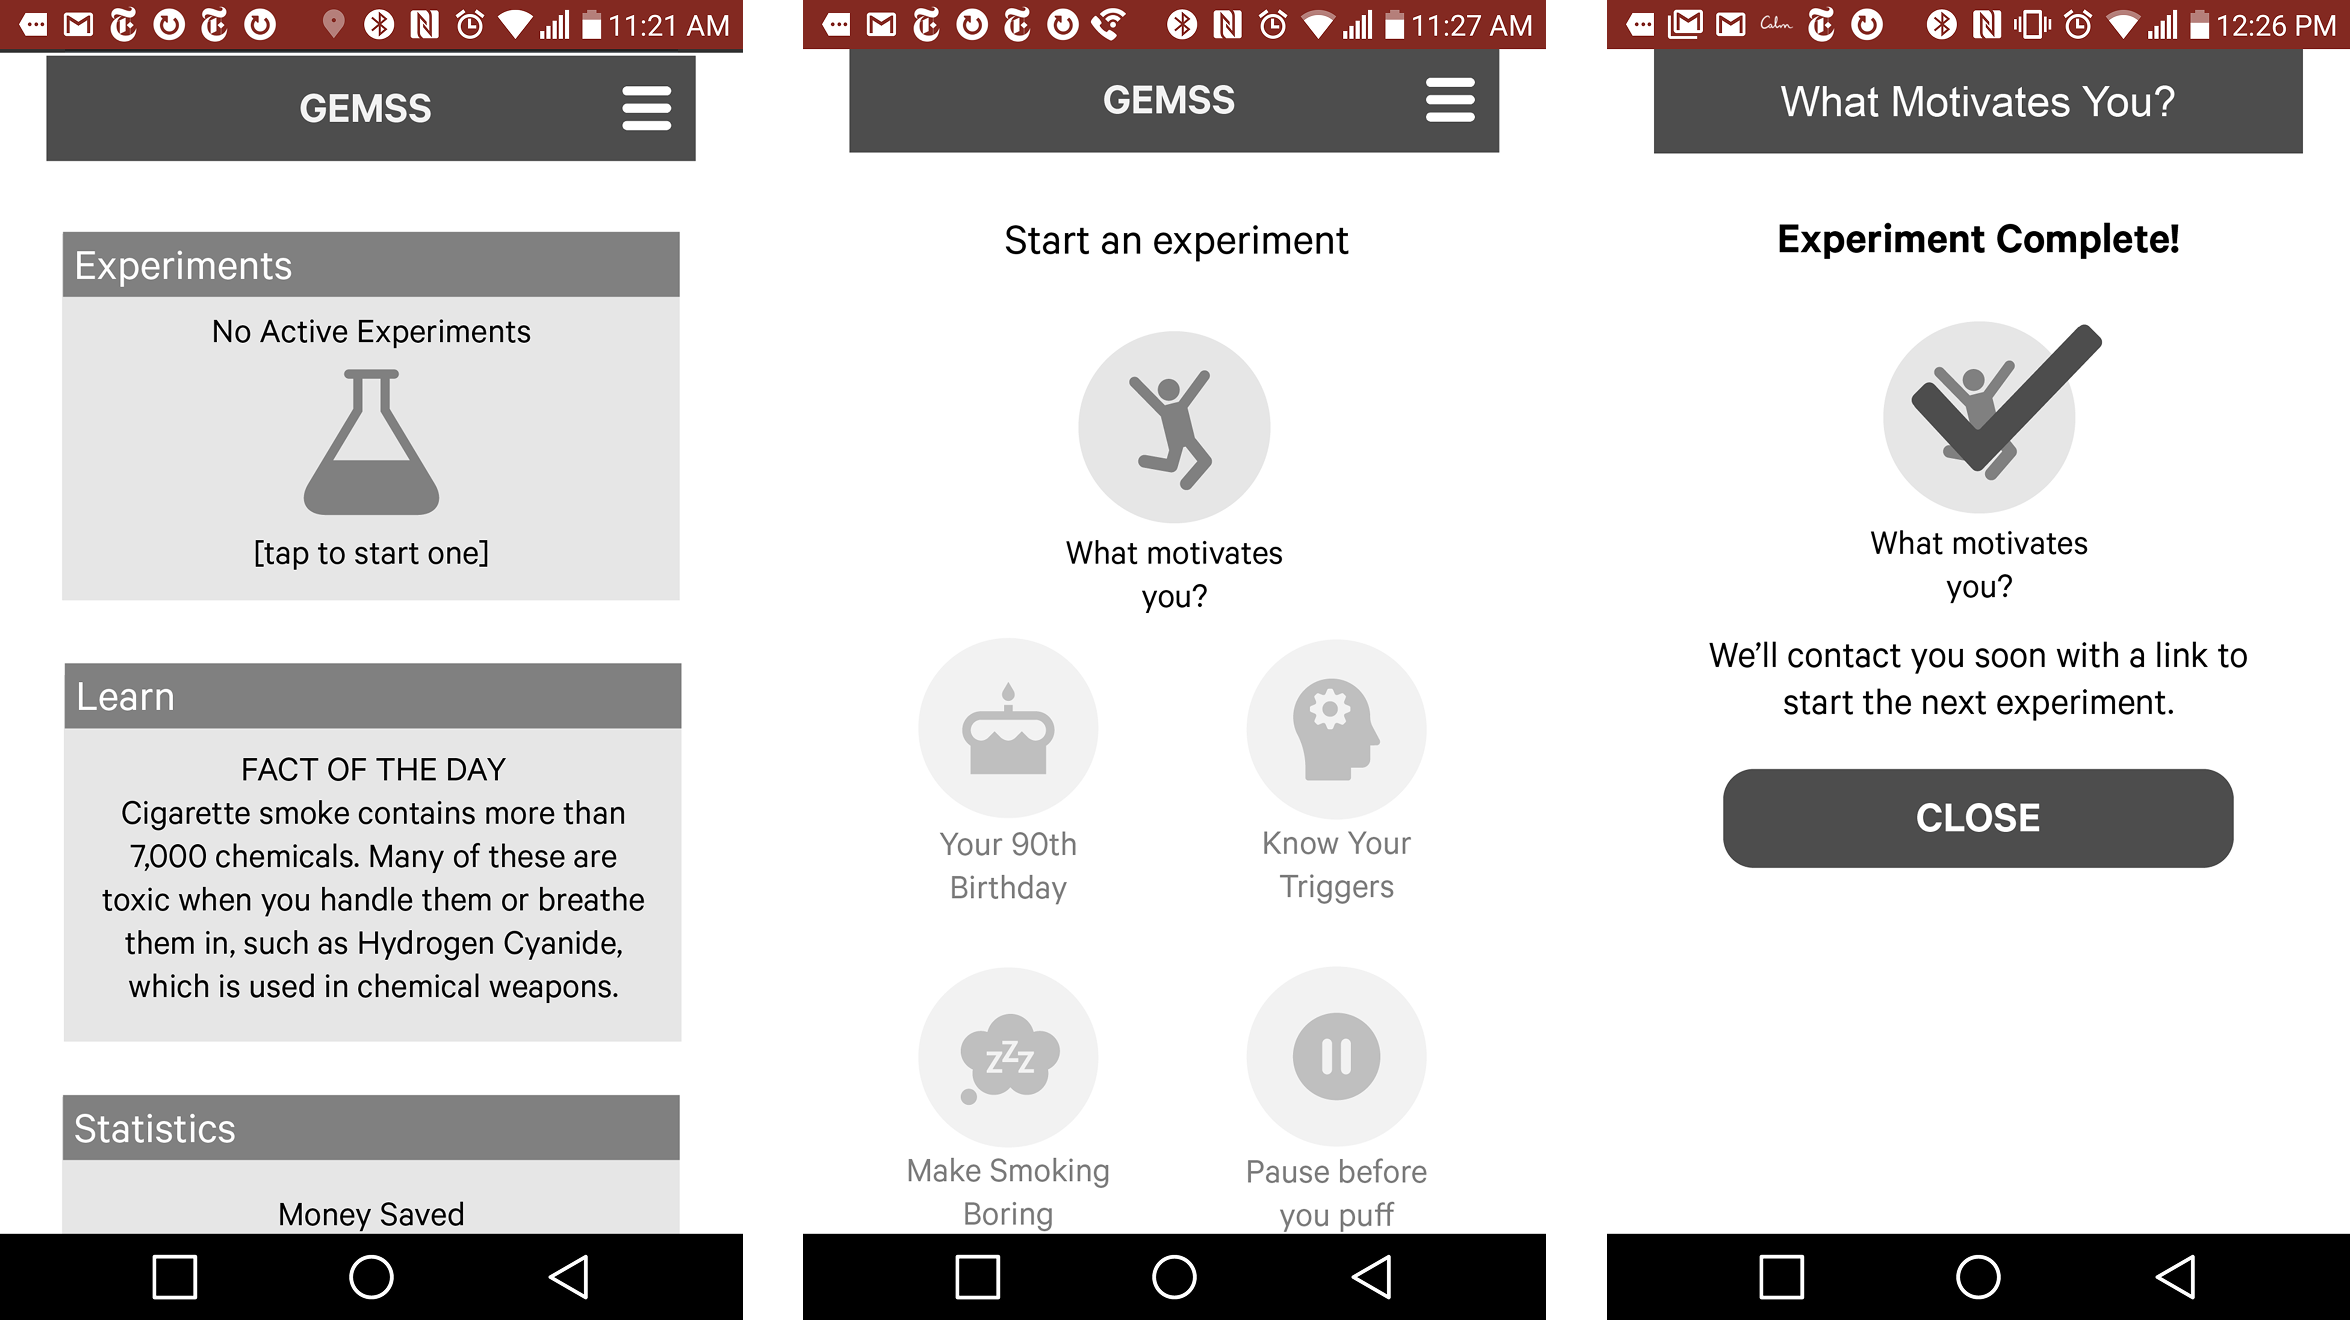 11:21 AM
GEMSS
Experiments
No Active Experiments
[tap to start one]
Learn
FACT OF THE DAY
Cigarette smoke contains more than
7,000 chemicals. Many of these are
toxic when you handle them or breathe
them in, such as Hydrogen Cyanide,
which is used in chemical weapons.
Statistics
Money Saved
11:27 AM
GEMSS
Start an experiment
What motivates
you?
Your 90th
Birthday
Know Your
Triggers
zzz
Make Smoking
Boring
Pause before
you puff
Calm
12:26 PM
What Motivates You?
Experiment Complete!
What motivates
you?
We'll contact you soon with a link to
start the next experiment.
CLOSE